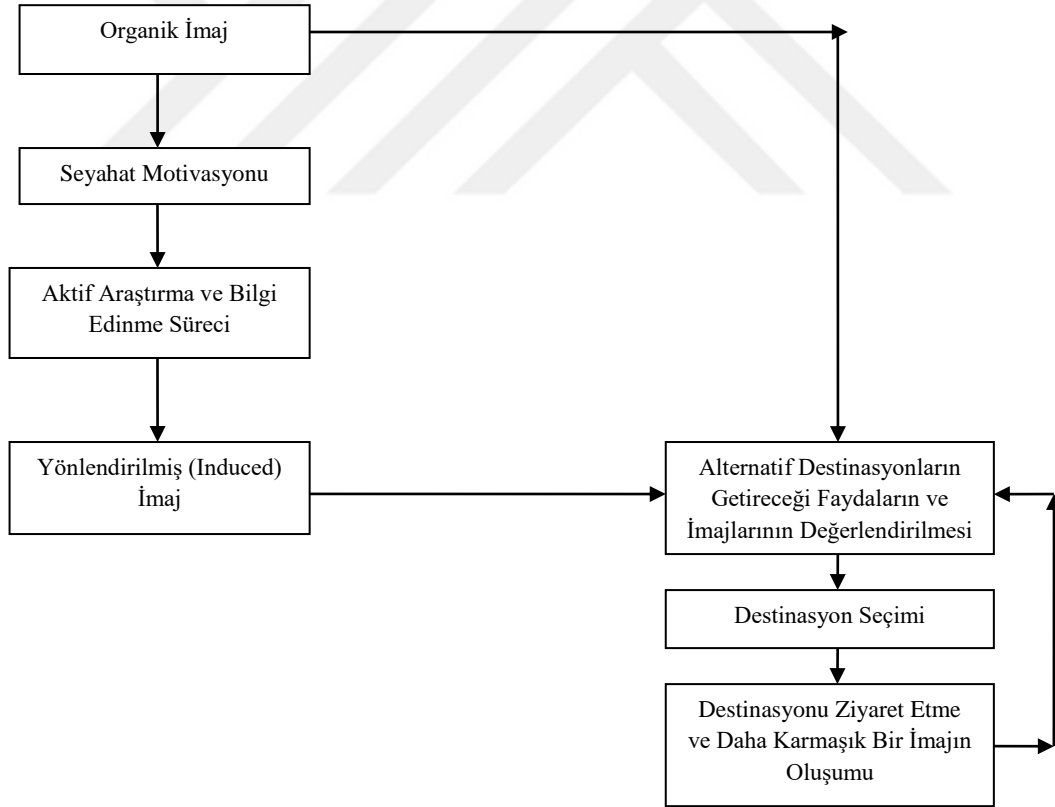 Organik İmaj
Seyahat Motivasyonu
Aktif Araştırma ve Bilgi
Edinme Süreci
Yönlendirilmiş (Induced)
İmaj
Alternatif Destinasyonların
Getireceği Faydaların ve
İmajlarının Değerlendirilmesi
Destinasyon Seçimi
Destinasyonu Ziyaret Etme
ve Daha Karmaşık Bir İmajın
Oluşumu